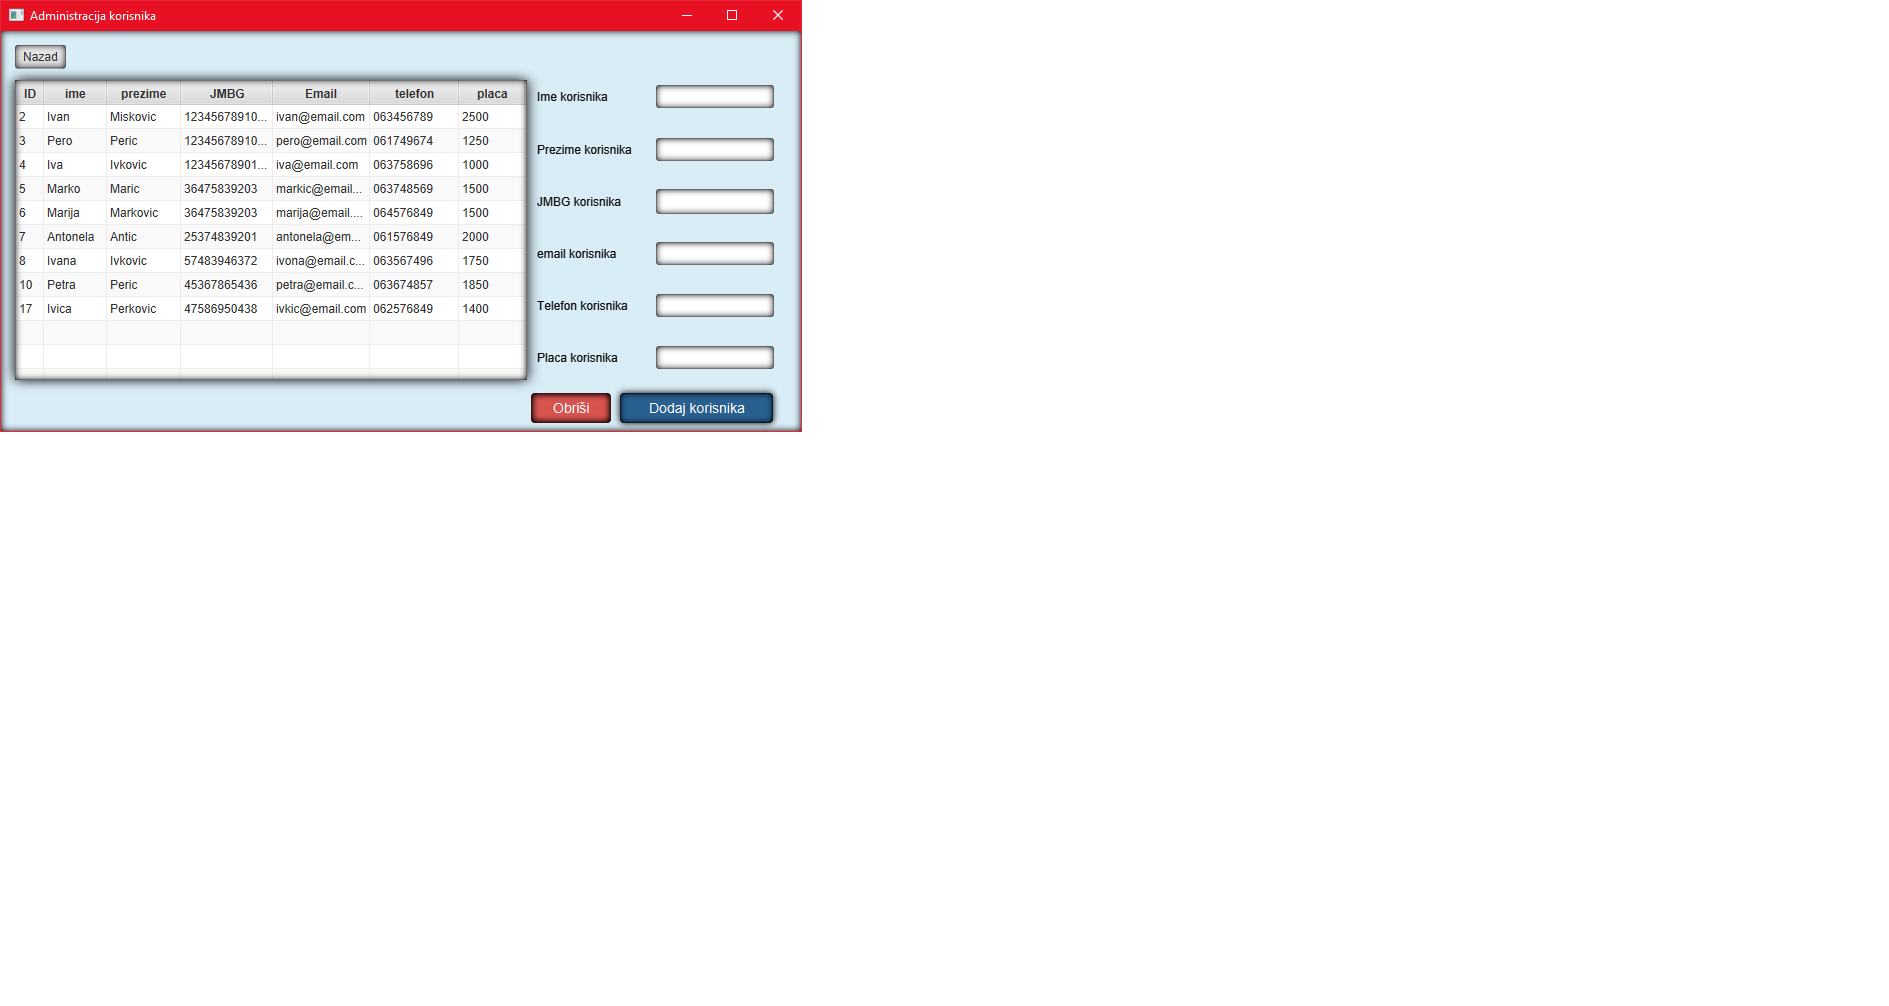 Administracija korisnika
Nazad
ID ime prezime JMBG Email telefon placa
2 Ivan Miskovic 12345678910... ivan@email.com 063456789 2500
3 Pero Peric 12345678910... pero@email.com 061749674 1250
4 Iva Ivkovic 12345678901... iva@email.com 063758696 1000
5 Marko Maric 36475839203 markic@email... 063748569 1500
6 Marija Markovic 36475839203 marija@email.... 064576849 1500
7 Antonela Antic 25374839201 antonela@em... 061576849 2000
8 Ivana Ivkovic 57483946372 ivona@email.c... 063567496 1750
10 Petra Peric 45367865436 petra@email.c... 063674857 1850
17 Ivica Perkovic 47586950438 ivkic@email.com 062576849 1400
Ime korisnika
Prezime korisnika
JMBG korisnika
email korisnika
Telefon korisnika
Placa korisnika
Obriši Dodaj korisnika